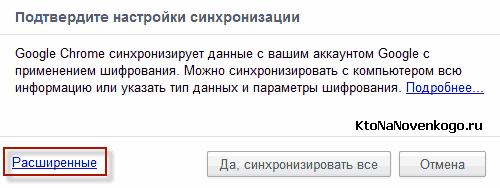 Подтвердите настройки синхронизации
Google Chrome синхронизирует данные с вашим аккаунтом Google с
применением шифрования. Можно синхронизировать с компьютером всю
информацию или указать тип данных и параметры шифрования. Подробнее...
KtoNaNovenkogo.ru
Расширенные
Да, синхронизировать все
Отмена